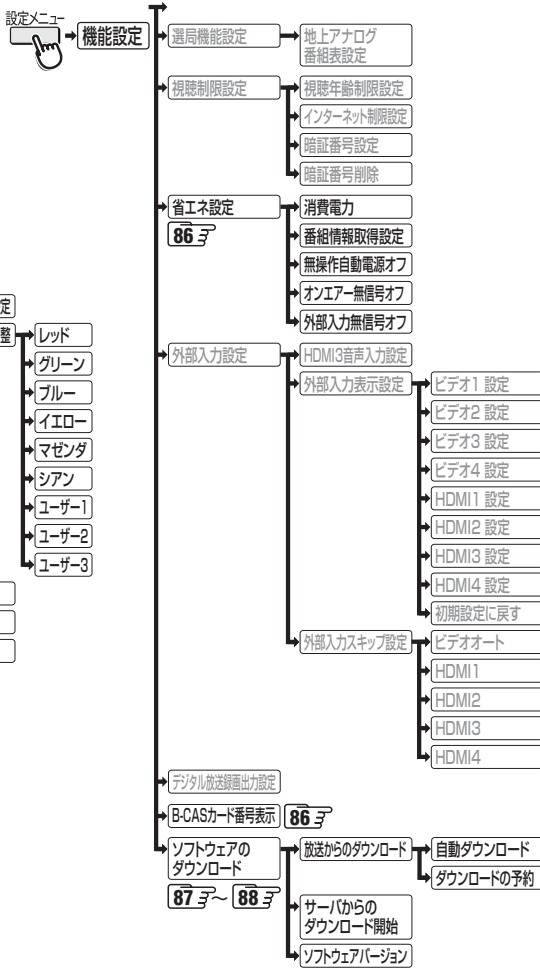 設定メニュー
機能設定
選局機能設定
地上アナログ
番組表設定
視聴制限設定
視聴年齢制限設定
インターネット制限設定
暗証番号設定
暗証番号削除
省エネ設定
86
消費電力
番組情報取得設定
無操作自動電源オフ
オンエアー無信号オフ
外部入力無信号オフ
定
整
レッド
グリーン
ブルー
イエロー
マゼンダ
シアン
ユーザー1
ユーザー2
ユーザー3
外部入力設定
HDMI3音声入力設定
外部入力表示設定
ビデオ1 設定
ビデオ2 設定
ビデオ3 設定
ビデオ4 設定
HDMI1 設定
HDMI2 設定
HDMI3 設定
HDMI4 設定
初期設定に戻す
外部入力スキップ設定
ビデオオート
HDMI1
HDMI2
HDMI3
HDMI4
デジタル放送録画出力設定
B-CASカード番号表示 86
ソフトウェアの
ダウンロード
87 ~ 88
放送からのダウンロード
自動ダウンロード
ダウンロードの予約
サーバからの
ダウンロード開始
ソフトウェアバージョン